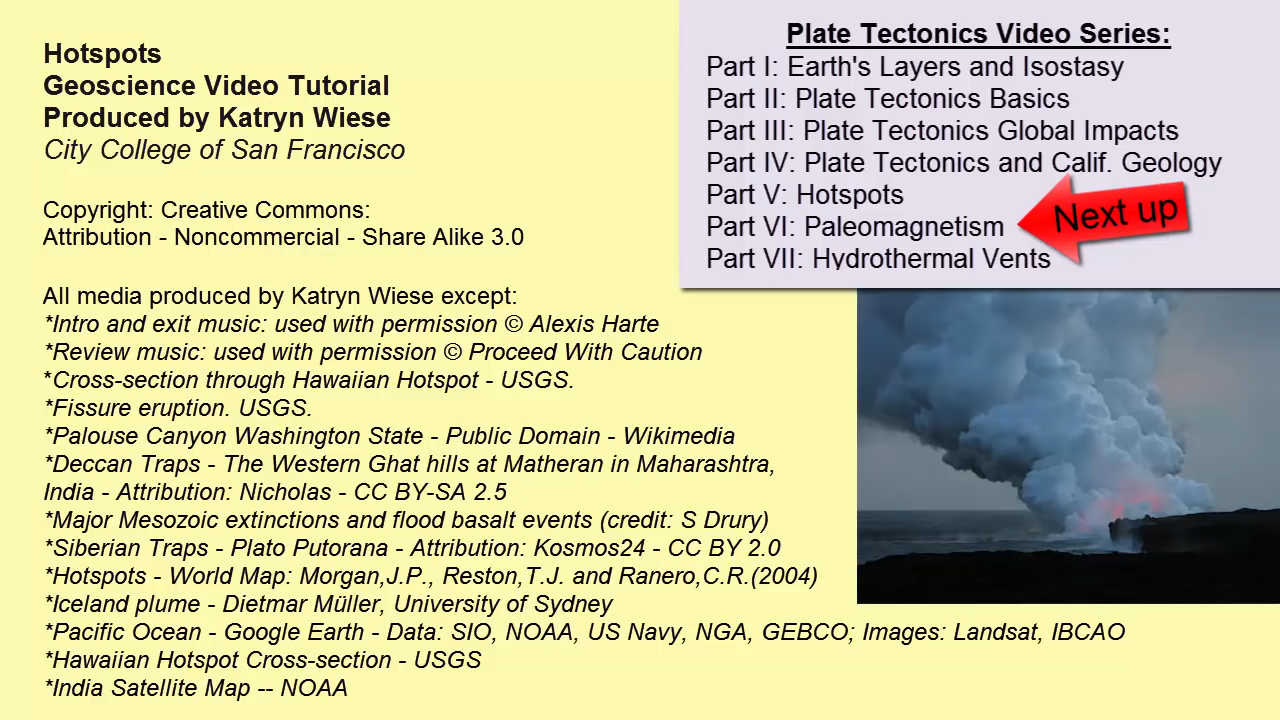 Hotspots
Geoscience Video Tutorial
Produced by Katryn Wiese
City College of San Francisco
Copyright: Creative Commons:
Attribution - Noncommercial - Share Alike 3.0
All media produced by Katryn Wiese except:
*Intro and exit music: used with permission © Alexis Harte
*Review music: used with permission © Proceed With Caution
*Cross-section through Hawaiian Hotspot - USGS.
*Fissure eruption. USGS.
*Palouse Canyon Washington State - Public Domain - Wikimedia
*Deccan Traps - The Western Ghat hills at Matheran in Maharashtra,
India - Attribution: Nicholas - CC BY-SA 2.5
*Major Mesozoic extinctions and flood basalt events (credit: S Drury)
*Siberian Traps - Plato Putorana - Attribution: Kosmos24 - CC BY 2.0
*Hotspots - World Map: Morgan,J.P., Reston,T.J. and Ranero,C.R.(2004)
*Iceland plume - Dietmar Müller, University of Sydney
*Pacific Ocean - Google Earth - Data: SIO, NOAA, US Navy, NGA, GEBCO; Images: Landsat, IBCAO
*Hawaiian Hotspot Cross-section - USGS
*India Satellite Map -- NOAA
Plate Tectonics Video Series:
Part I: Earth's Layers and Isostasy
Part II: Plate Tectonics Basics
Part III: Plate Tectonics Global Impacts
Part IV: Plate Tectonics and Calif. Geology
Part V: Hotspots
Part VI: Paleomagnetism
Next up
Part VII: Hydrothermal Vents